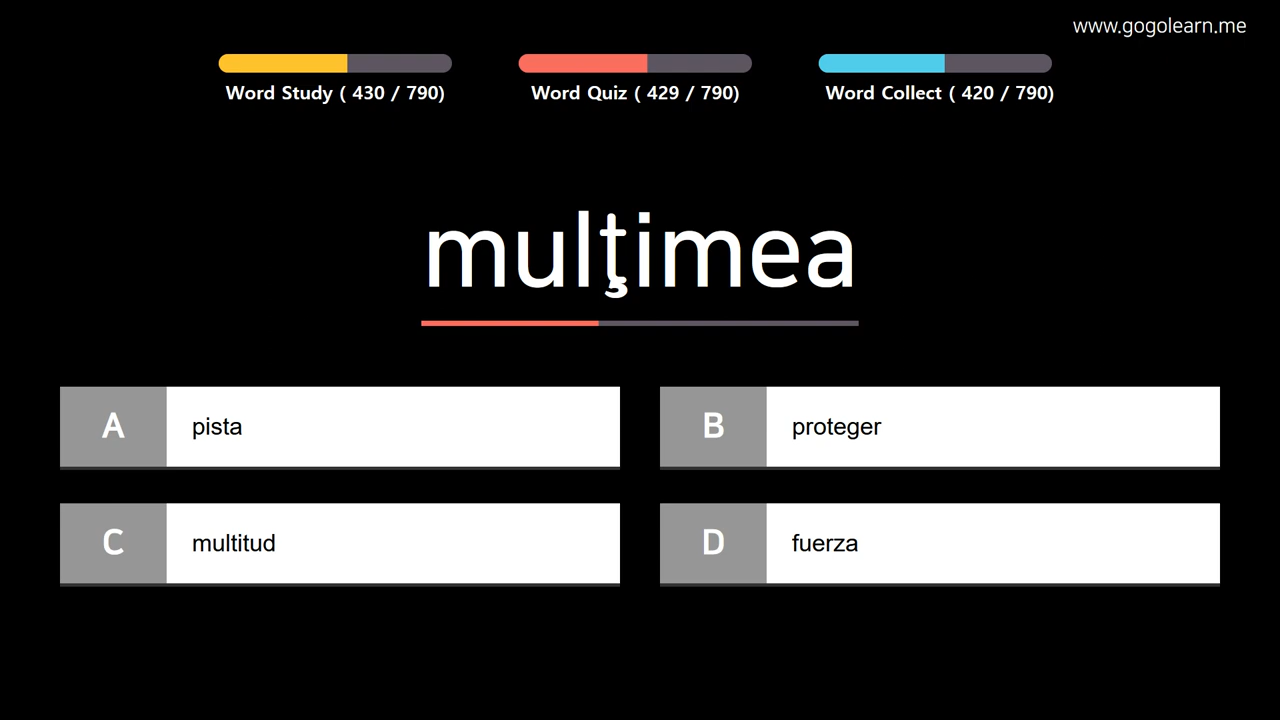 www.gogolearn.me
Word Study ( 430 / 790)
Word Quiz ( 429 / 790)
Word Collect ( 420 / 790)
mulţimea
A
pista
B
proteger
C
multitud
D
fuerza